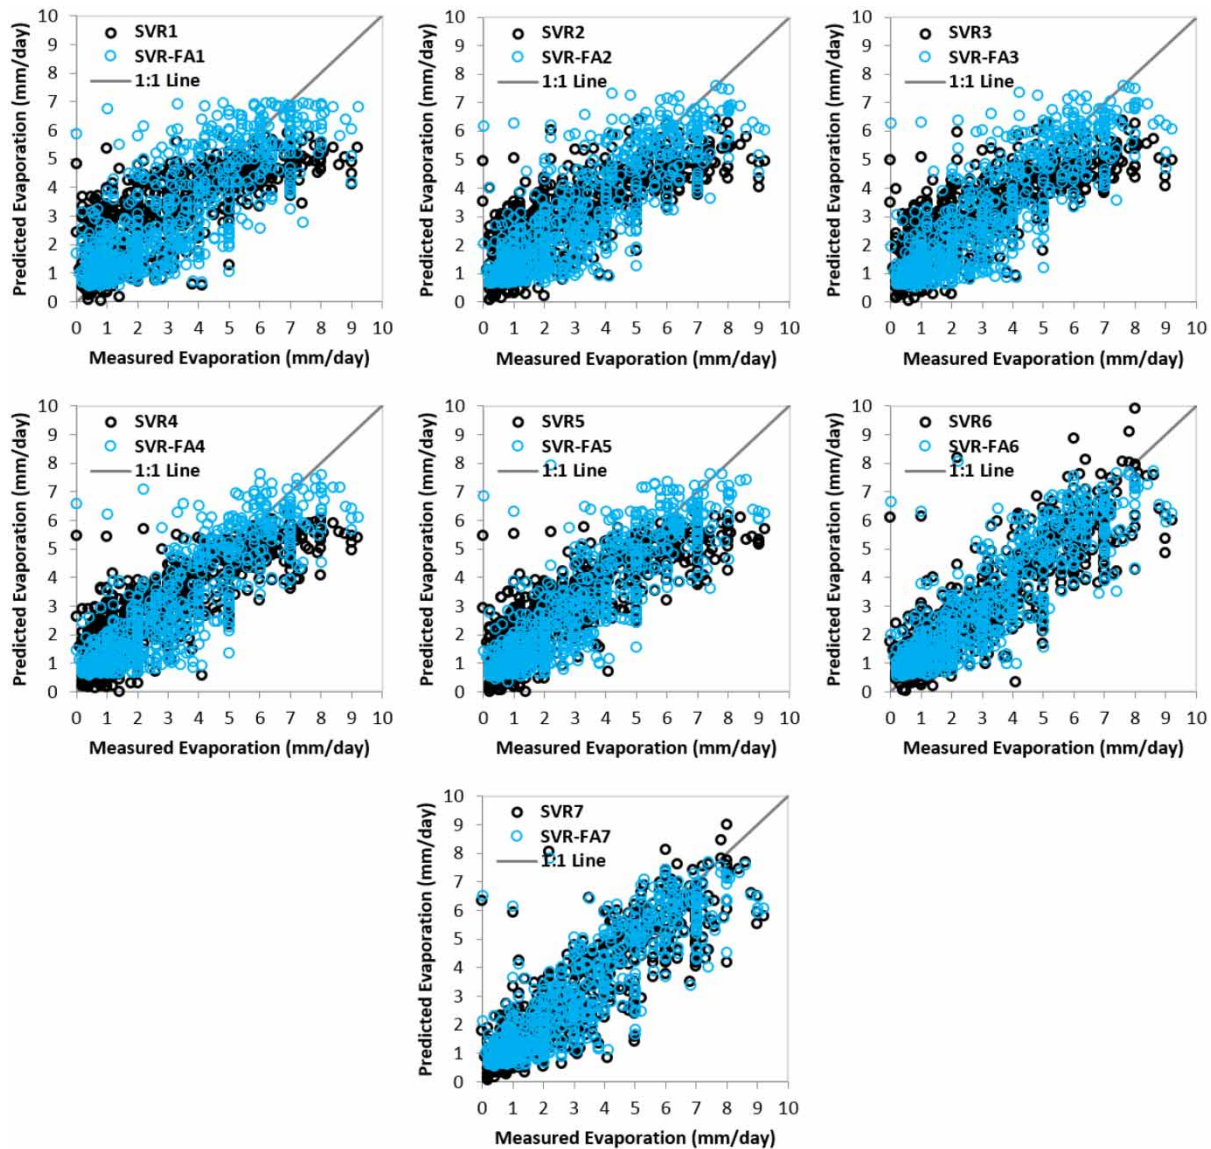 Predicted Evaporation (mm/day)
10
9
8
7
6
5
4
3
2
1
0
SVR1
SVR-FA1
1:1 Line
0 1 2 3 4 5 6 7 8 9 10
Measured Evaporation (mm/day)
Predicted Evaporation (mm/day)
10
9
8
7
6
5
4
3
2
1
0
SVR2
SVR-FA2
1:1 Line
0 1 2 3 4 5 6 7 8 9 10
Measured Evaporation (mm/day)
Predicted Evaporation (mm/day)
10
9
8
7
6
5
4
3
2
1
0
SVR3
SVR-FA3
1:1 Line
0 1 2 3 4 5 6 7 8 9 10
Measured Evaporation (mm/day)
Predicted Evaporation (mm/day)
10
9
8
7
6
5
4
3
2
1
0
SVR4
SVR-FA4
1:1 Line
0 1 2 3 4 5 6 7 8 9 10
Measured Evaporation (mm/day)
Predicted Evaporation (mm/day)
10
9
8
7
6
5
4
3
2
1
0
SVR5
SVR-FA5
1:1 Line
0 1 2 3 4 5 6 7 8 9 10
Measured Evaporation (mm/day)
Predicted Evaporation (mm/day)
10
9
8
7
6
5
4
3
2
1
0
SVR6
SVR-FA6
1:1 Line
0 1 2 3 4 5 6 7 8 9 10
Measured Evaporation (mm/day)
Predicted Evaporation (mm/day)
10
9
8
7
6
5
4
3
2
1
0
SVR7
SVR-FA7
1:1 Line
0 1 2 3 4 5 6 7 8 9 10
Measured Evaporation (mm/day)